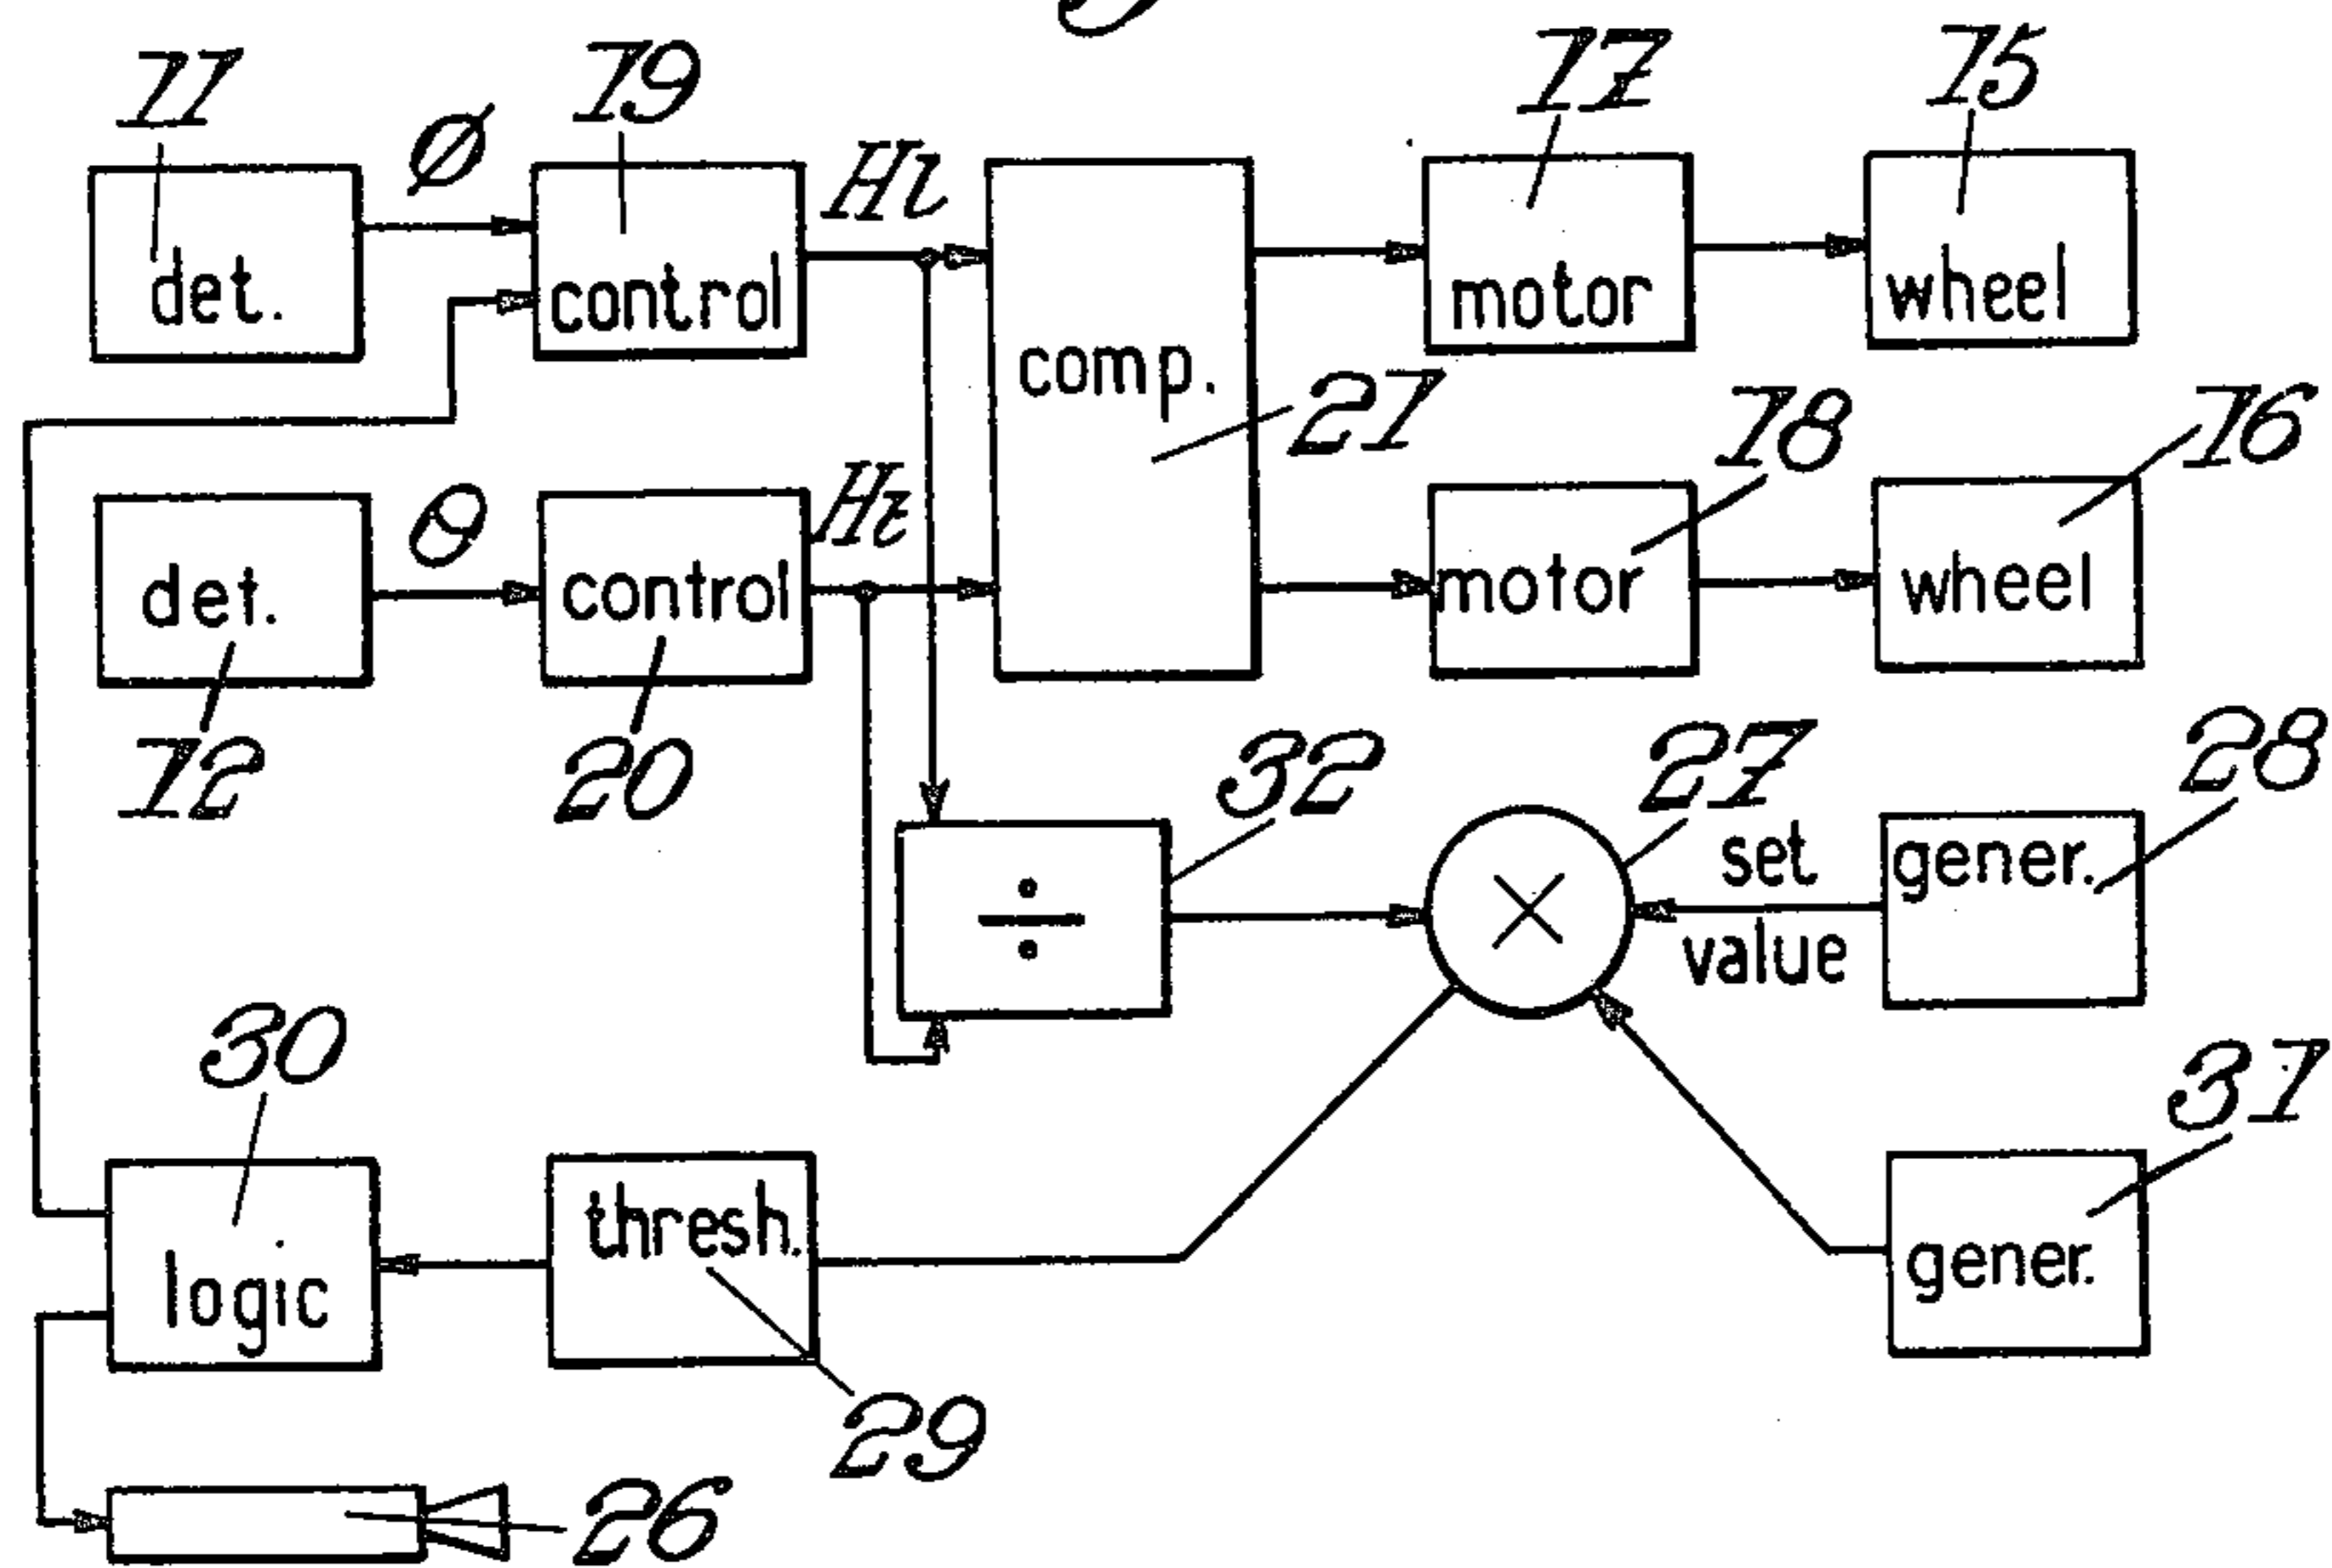 11
ø
19
Hl
17
15
det.
control
comp.
motor
wheel
21
18
16
θ
Hz
det.
control
motor
wheel
12
20
32
27
28
÷
×
set
value
gener.
30
31
logic
thresh.
gener.
29
26